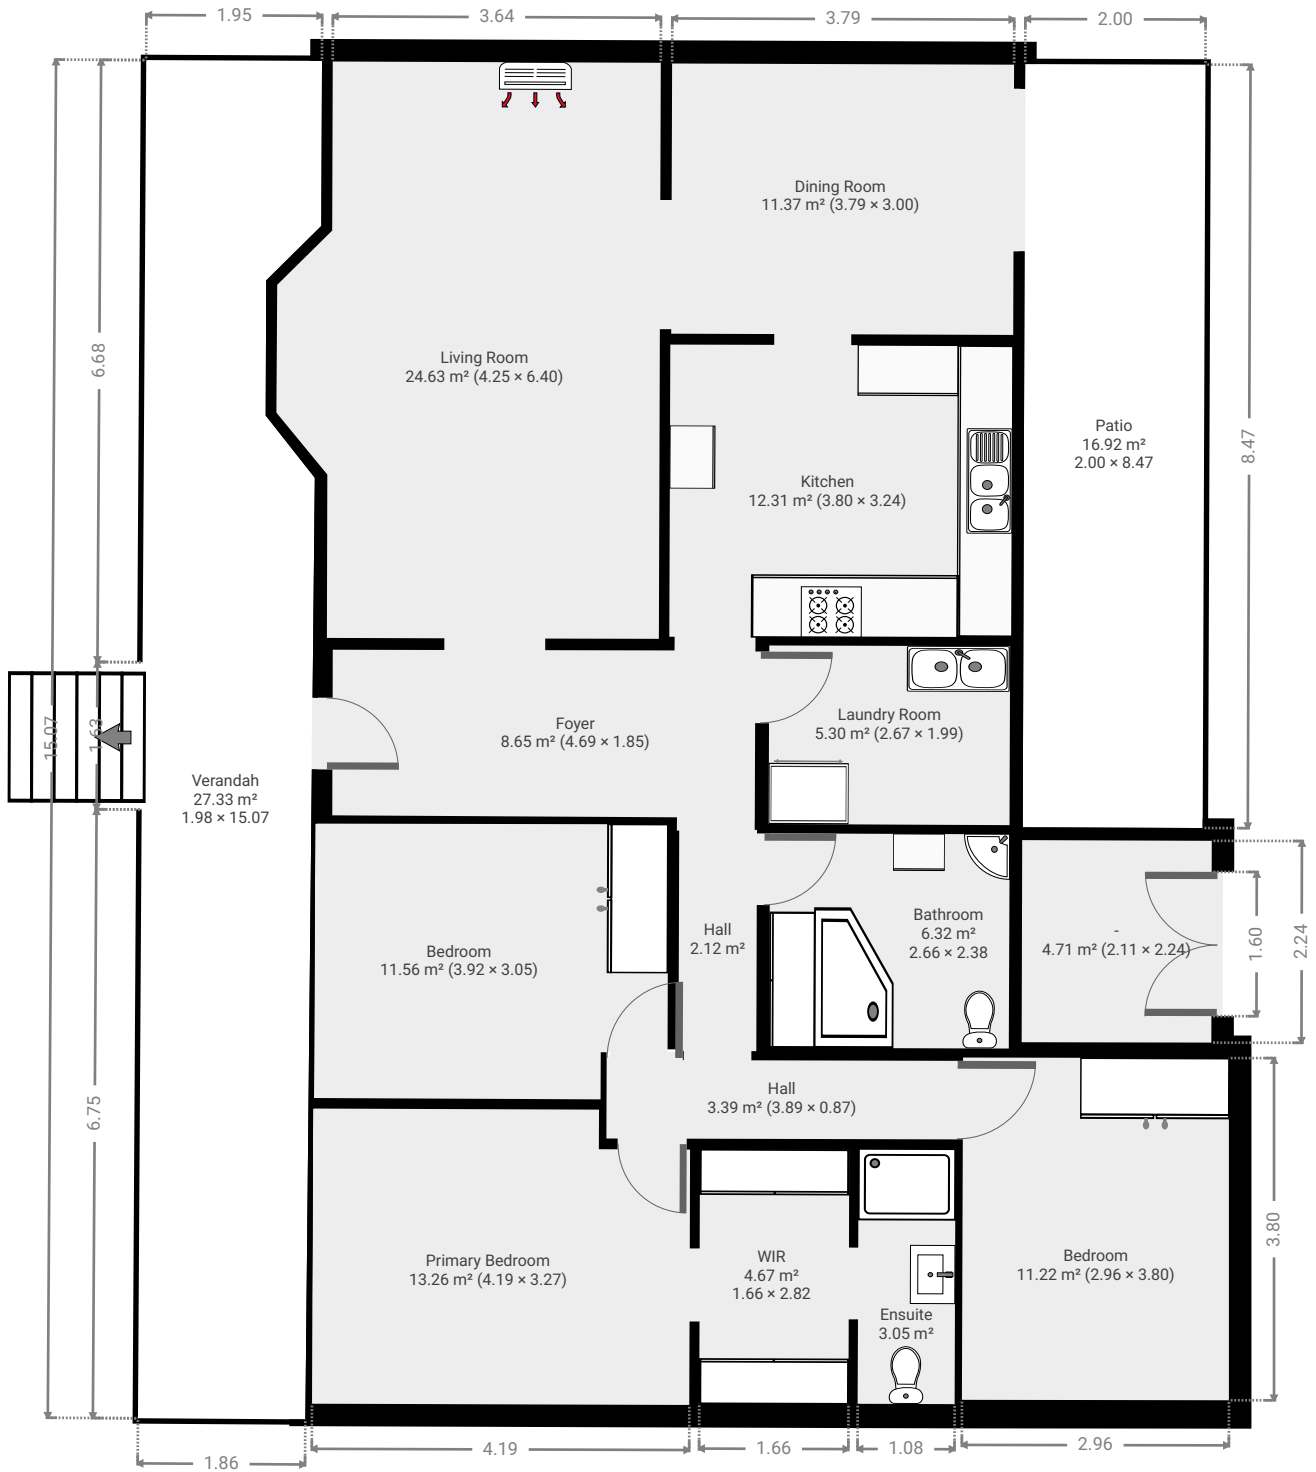 1.95
3.64
3.79
2.00
Dining Room
11.37 m² (3.79 × 3.00)
6.68
Living Room
24.63 m² (4.25 × 6.40)
Patio
16.92 m²
2.00 × 8.47
8.47
Kitchen
12.31 m² (3.80 × 3.24)
15.07
1.63
Foyer
8.65 m² (4.69 × 1.85)
Laundry Room
5.30 m² (2.67 × 1.99)
Verandah
27.33 m²
1.98 × 15.07
Hall
2.12 m²
Bathroom
6.32 m²
2.66 × 2.38
-
4.71 m² (2.11 × 2.24)
1.60
2.24
Bedroom
11.56 m² (3.92 × 3.05)
Hall
3.39 m² (3.89 × 0.87)
6.75
Primary Bedroom
13.26 m² (4.19 × 3.27)
WIR
4.67 m²
1.66 × 2.82
Ensuite
3.05 m²
Bedroom
11.22 m² (2.96 × 3.80)
3.80
1.86
4.19
1.66
1.08
2.96